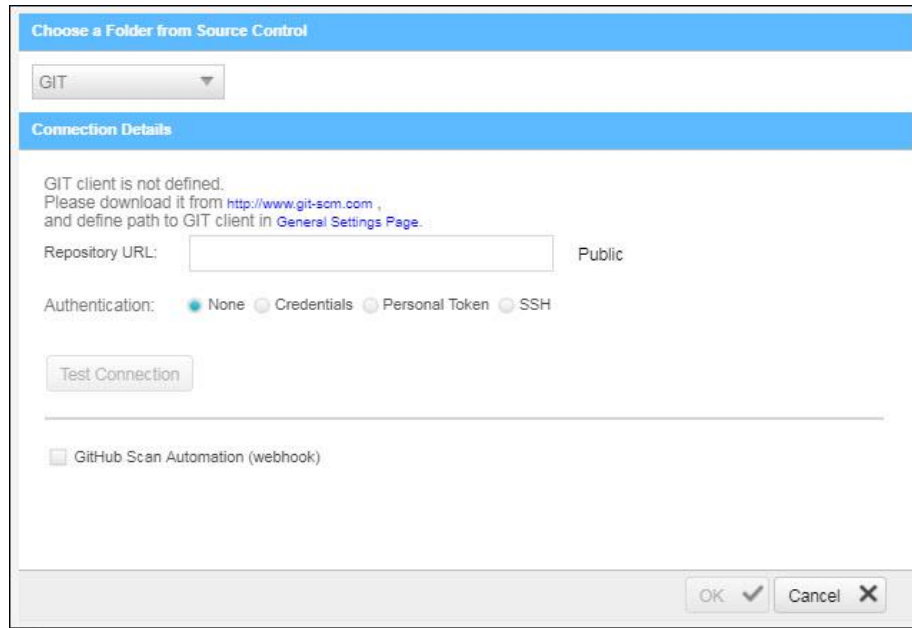 Choose a Folder from Source Control
GIT
Connection Details
GIT client is not defined.
Please download it from http://www.git-scm.com ,
and define path to GIT client in General Settings Page.
Repository URL: Public
Authentication: None Credentials Personal Token SSH
Test Connection
GitHub Scan Automation (webhook)
OK Cancel